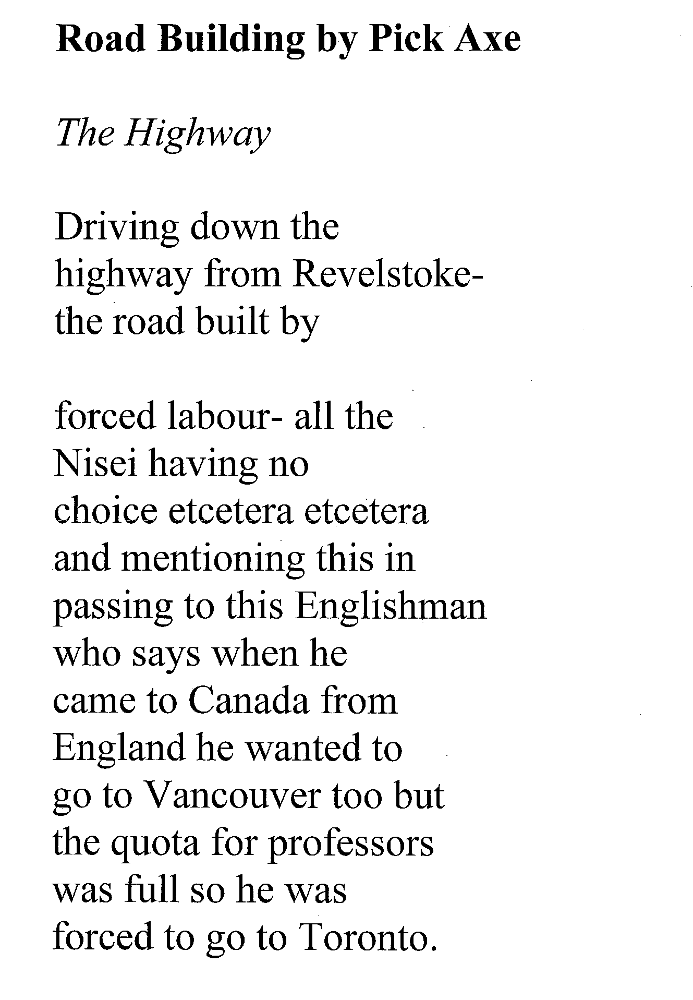 Road Building by Pick Axe
The Highway
Driving down the
highway from Revelstoke-
the road built by
forced labour- all the
Nisei having no
choice etcetera etcetera
and mentioning this in
passing to this Englishman
who says when he
came to Canada from
England he wanted to
go to Vancouver too but
the quota for professors
was full so he was
forced to go to Toronto.